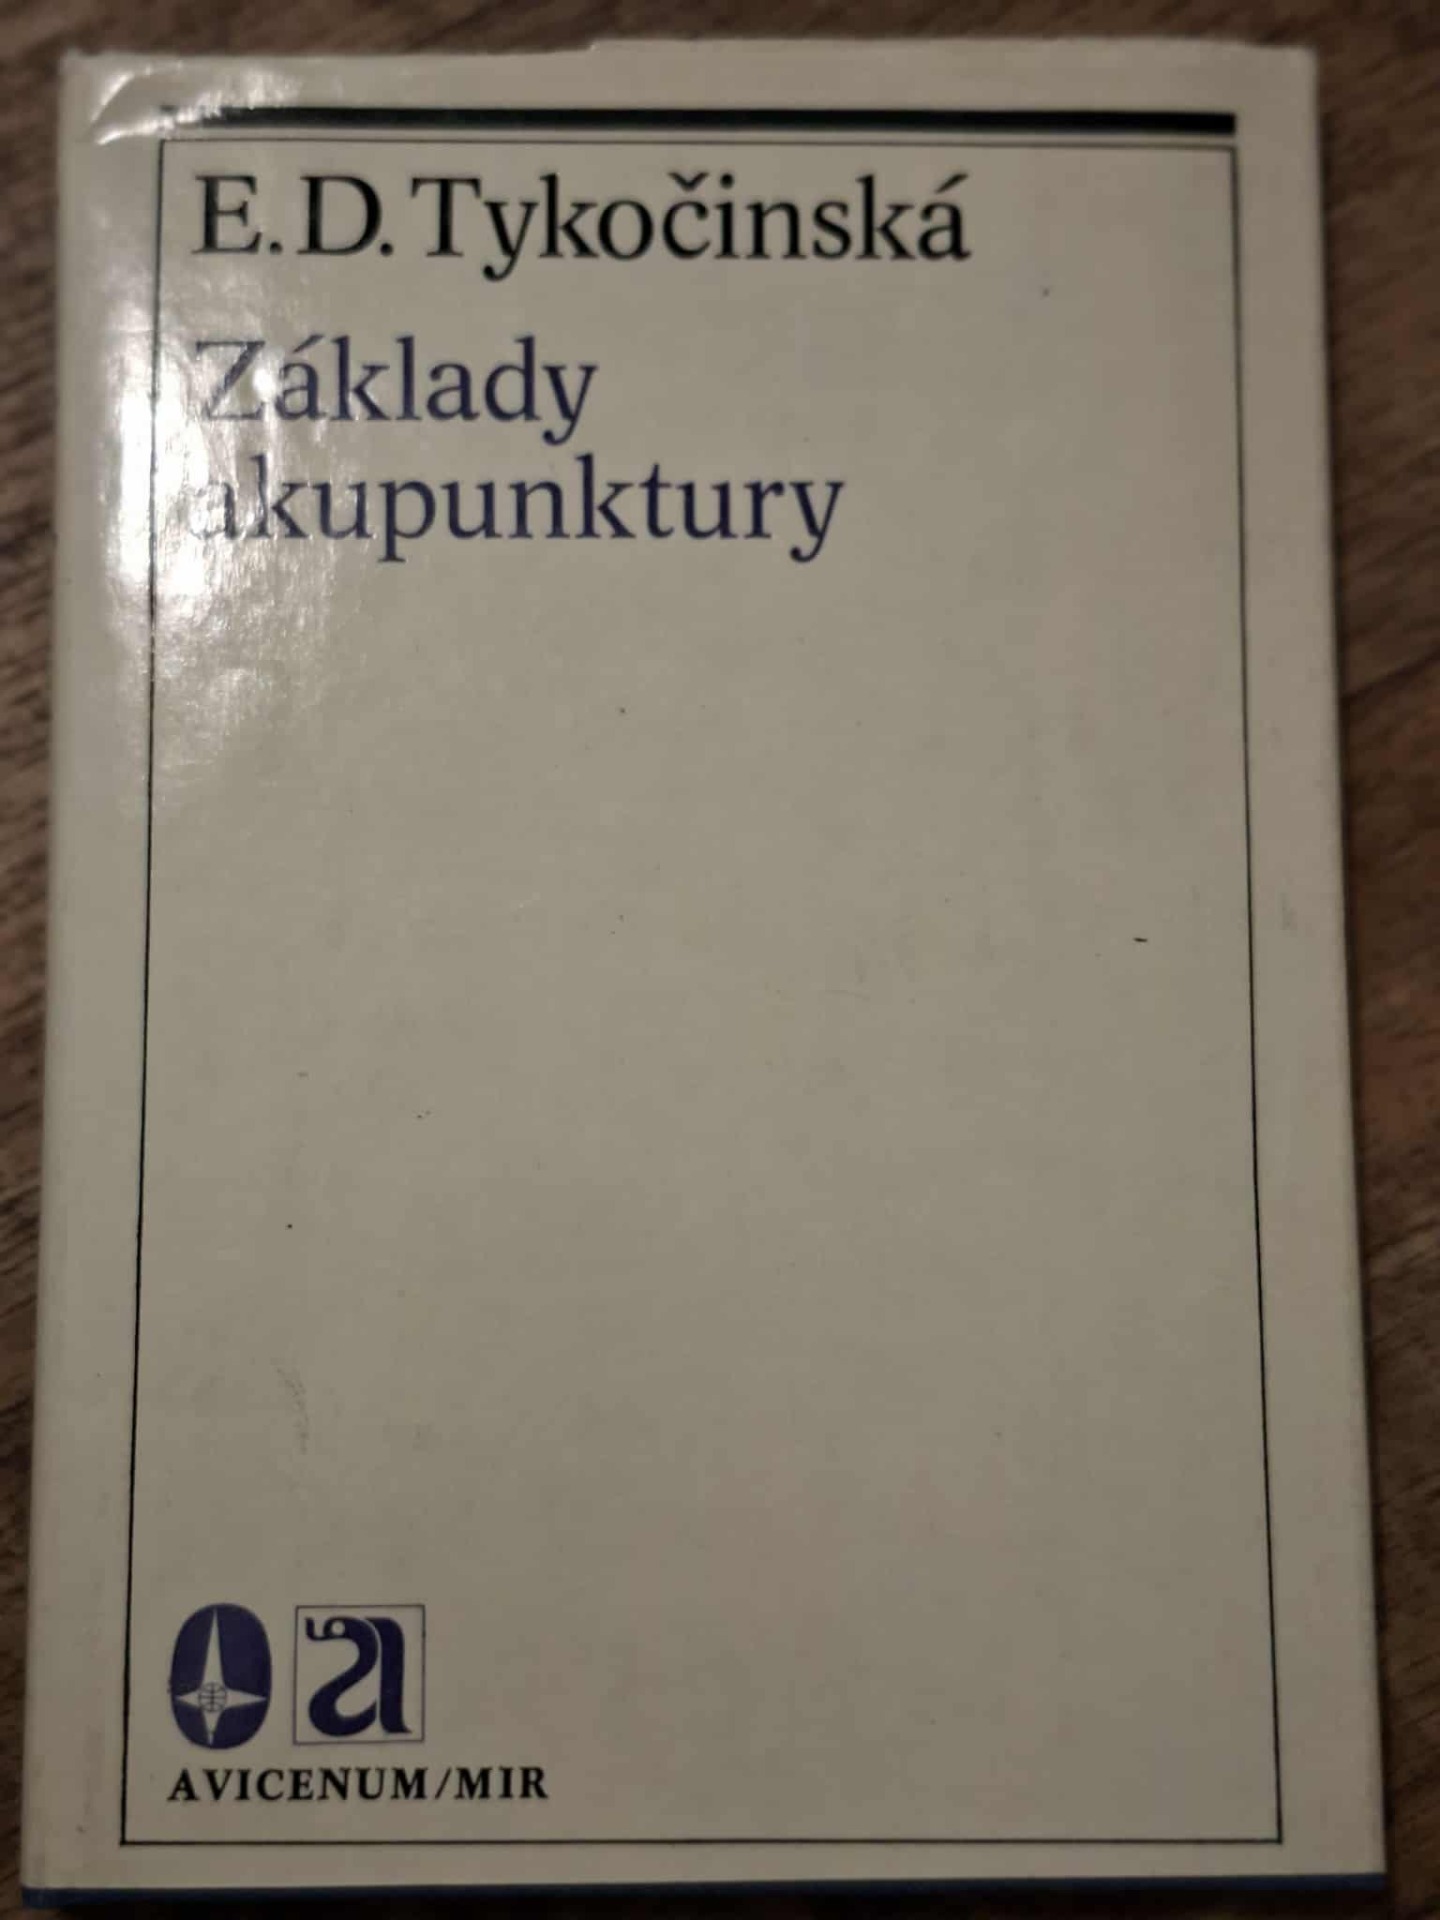 E. D. Tykočinská
Základy
akupunktury
AVICENUM/MIR